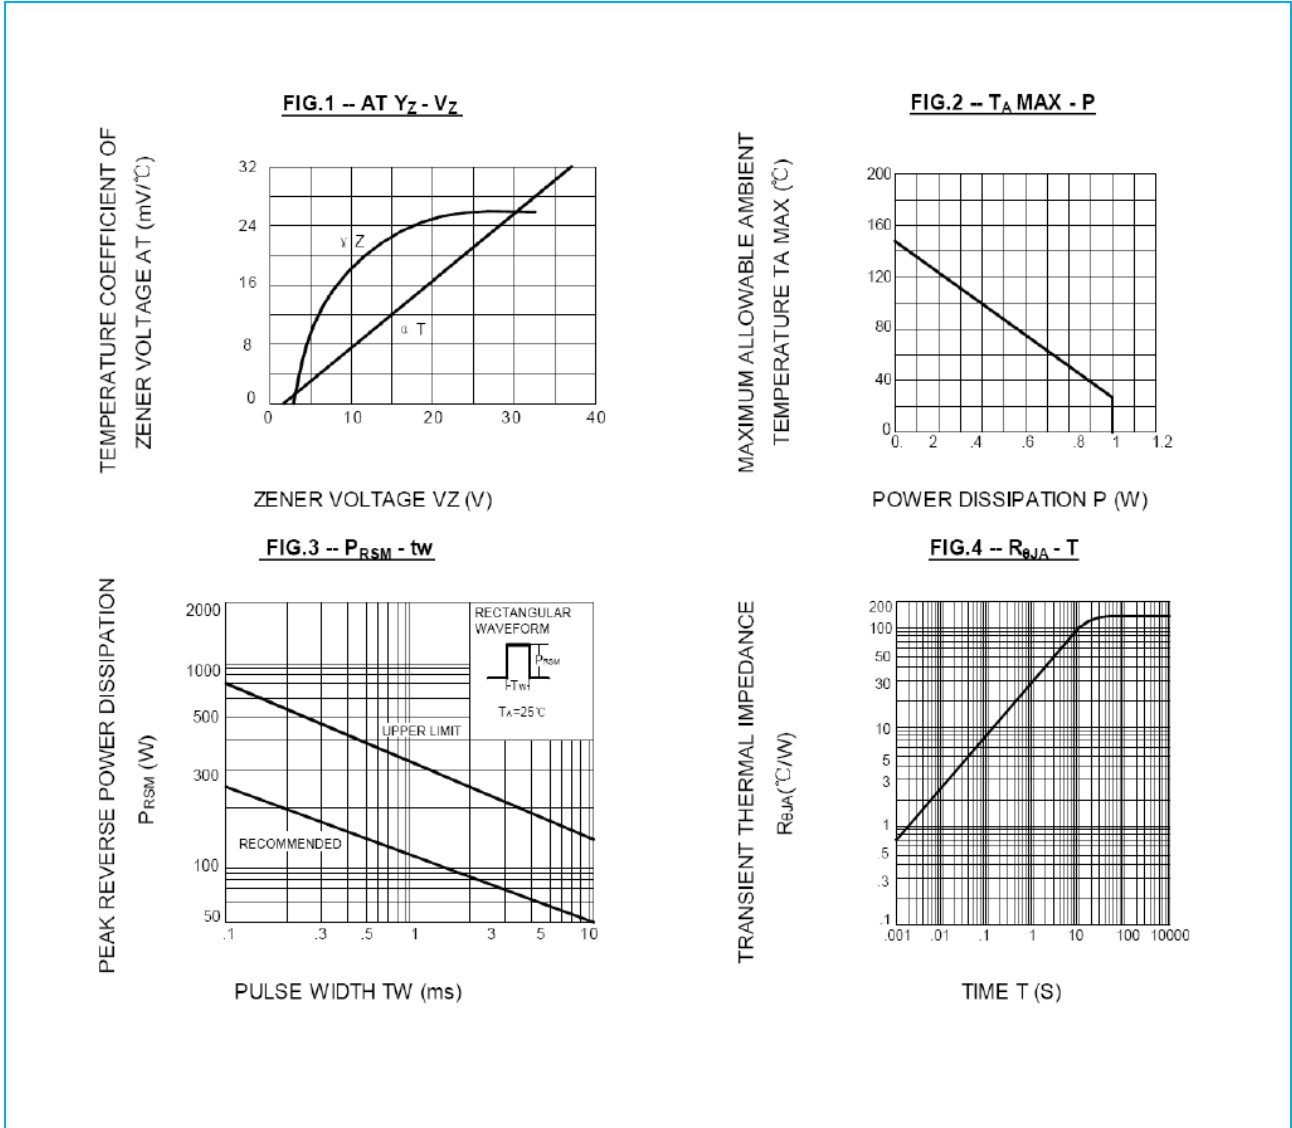 FIG.1 -- AT YZ - VZ
TEMPERATURE COEFFICIENT OF
ZENER VOLTAGE AT (mV/℃)
32
24
16
8
0
γ Z
α T
0 10 20 30 40
ZENER VOLTAGE VZ (V)
FIG.2 -- TA MAX - P
MAXIMUM ALLOWABLE AMBIENT
TEMPERATURE TA MAX (℃)
200
160
120
80
40
0
0. 2 .4 .6 .8 1 1.2
POWER DISSIPATION P (W)
FIG.3 -- PRSM - tw
PEAK REVERSE POWER DISSIPATION
PRSM (W)
2000
1000
500
300
100
50
RECTANGULAR
WAVEFORM
PRSM
Tw
TA=25℃
UPPER LIMIT
RECOMMENDED
.1 .3 .5 1 3 5 10
PULSE WIDTH TW (ms)
FIG.4 -- RθJA - T
TRANSIENT THERMAL IMPEDANCE
RθJA(℃/W)
200
100
50
30
10
5
3
1
.5
.3
.1
.001 .01 .1 1 10 100 10000
TIME T (S)